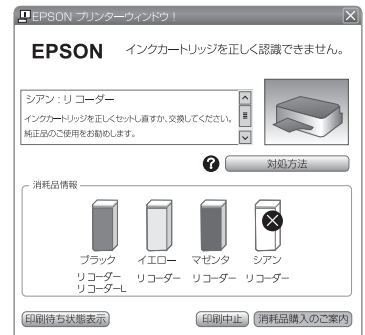 EPSON プリンターウィンドウ!
EPSON
インクカートリッジを正しく認識できません。
シアン : リ コーダー
インクカートリッジを正しくセットし直すか、交換してください。
純正品のご使用をお勧めします。
? 対処方法
消耗品情報
ブラック イエロー マゼンタ シアン
リコーダー リコーダー リコーダー リコーダー
リコーダーL
印刷待ち状態表示 印刷中止 消耗品購入のご案内